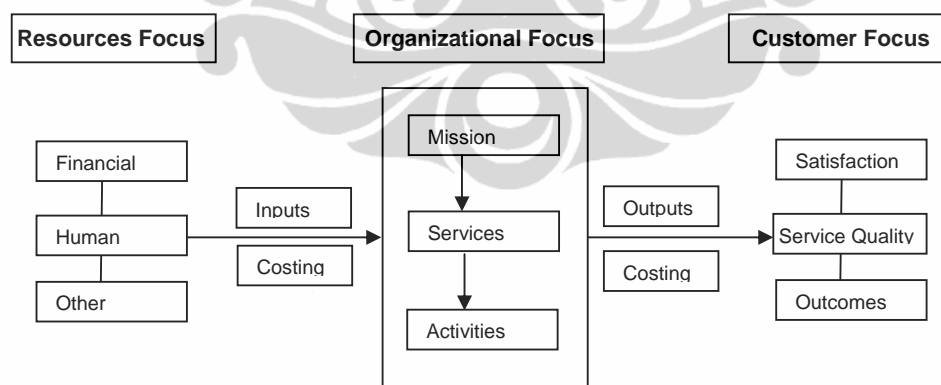 Resources Focus
Organizational Focus
Customer Focus
Mission
Financial
Satisfaction
Inputs
Outputs
Human
Services
Service Quality
Costing
Costing
Other
Activities
Outcomes